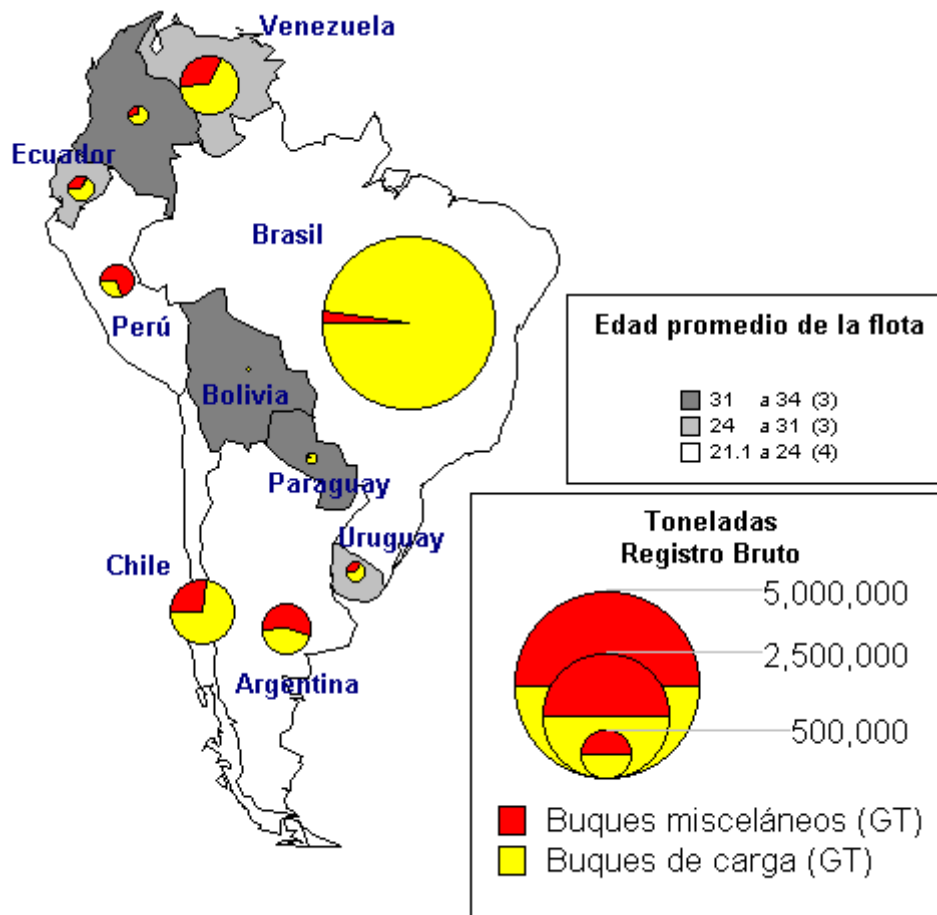 Venezuela
Ecuador
Brasil
Perú
Bolivia
Paraguay
Uruguay
Chile
Argentina
Edad promedio de la flota
31 a 34 (3)
24 a 31 (3)
21.1 a 24 (4)
Toneladas
Registro Bruto
5,000,000
2,500,000
500,000
Buques misceláneos (GT)
Buques de carga (GT)